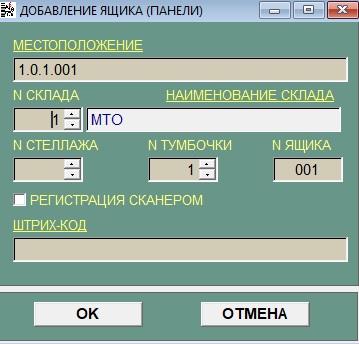 ДОБАВЛЕНИЕ ЯЩИКА (ПАНЕЛИ)
МЕСТОПОЛОЖЕНИЕ
1.0.1.001
N СКЛАДА НАИМЕНОВАНИЕ СКЛАДА
1 МТО
N СТЕЛЛАЖА N ТУМБОЧКИ N ЯЩИКА
1 001
РЕГИСТРАЦИЯ СКАНЕРОМ
ШТРИХ-КОД
OK ОТМЕНА